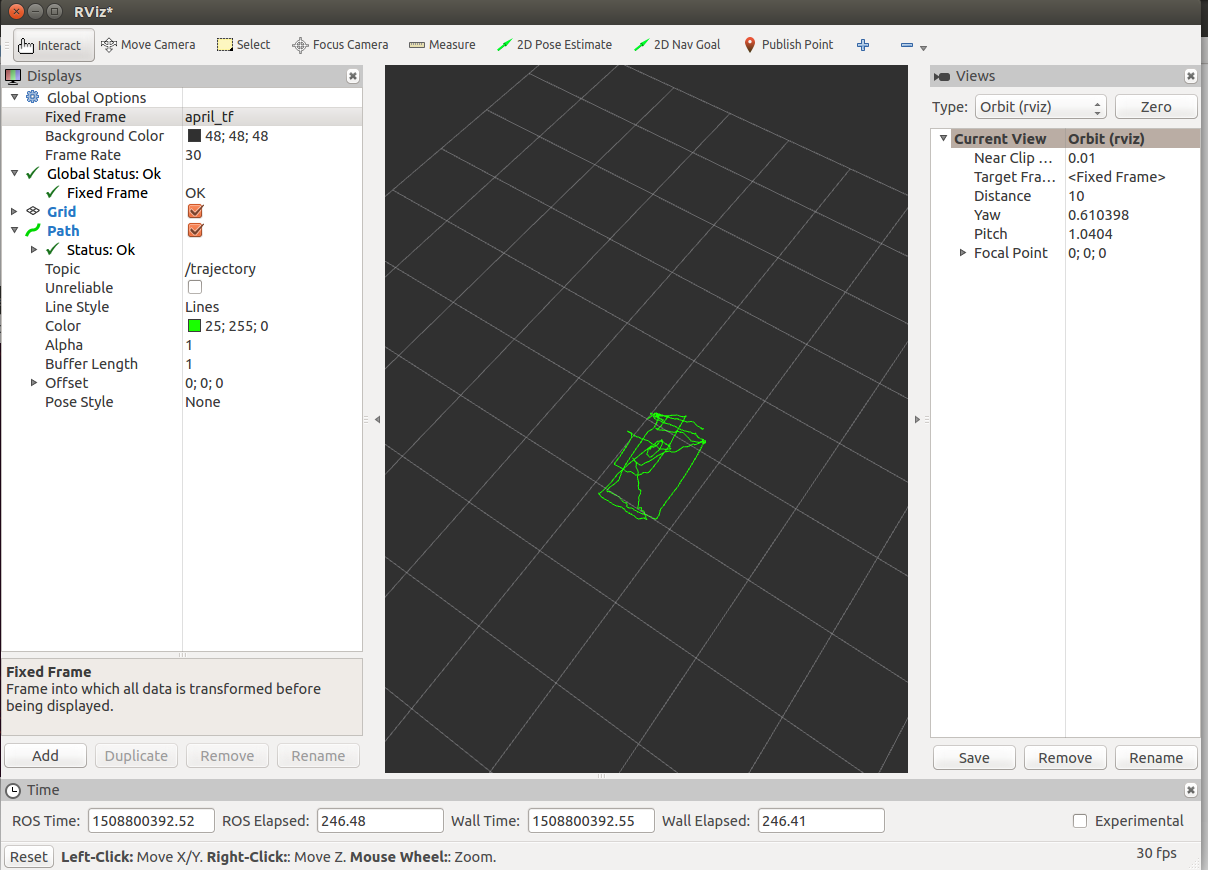 RViz*
Interact Move Camera Select Focus Camera Measure 2D Pose Estimate 2D Nav Goal Publish Point
Displays
Global Options
Fixed Frame april_tf
Background Color 48; 48; 48
Frame Rate 30
Global Status: Ok
Fixed Frame OK
Grid
Path
Status: Ok
Topic /trajectory
Unreliable
Line Style Lines
Color 25; 255; 0
Alpha 1
Buffer Length 1
Offset 0; 0; 0
Pose Style None
Fixed Frame
Frame into which all data is transformed before
being displayed.
Add Duplicate Remove Rename
Views
Type: Orbit (rviz) Zero
Current View Orbit (rviz)
Near Clip ... 0.01
Target Fra... <Fixed Frame>
Distance 10
Yaw 0.610398
Pitch 1.0404
Focal Point 0; 0; 0
Save Remove Rename
Time
ROS Time: 1508800392.52 ROS Elapsed: 246.48 Wall Time: 1508800392.55 Wall Elapsed: 246.41 Experimental
Reset Left-Click: Move X/Y. Right-Click:: Move Z. Mouse Wheel:: Zoom. 30 fps